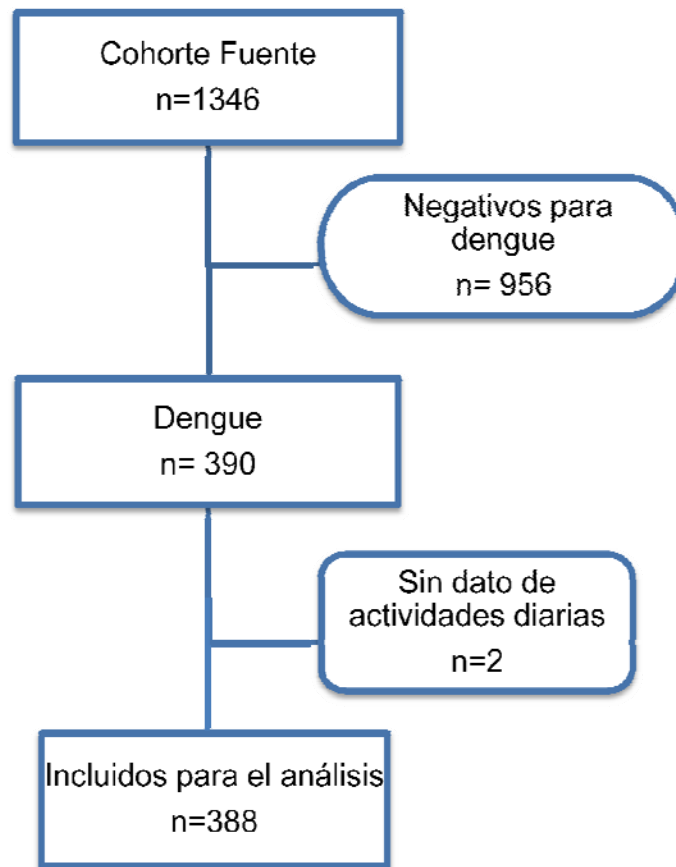 Cohorte Fuente
n=1346
Negativos para
dengue
n= 956
Dengue
n= 390
Sin dato de
actividades diarias
n=2
Incluidos para el análisis
n=388